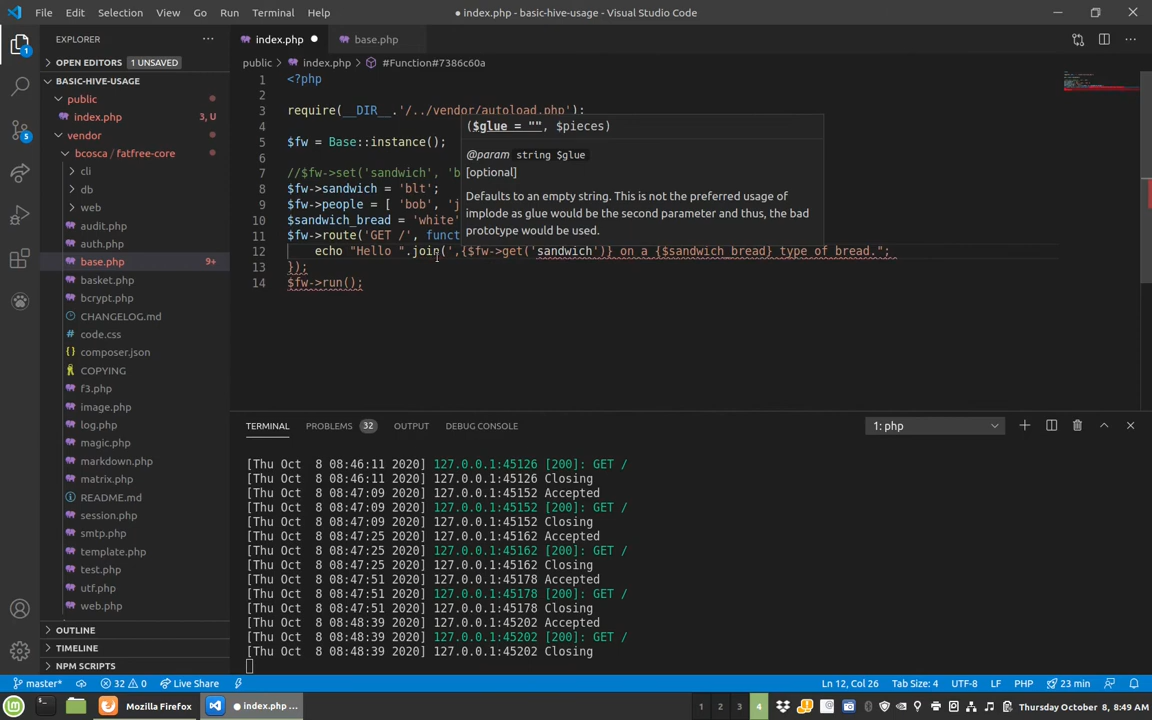 File Edit Selection View Go Run Terminal Help
● index.php - basic-hive-usage - Visual Studio Code
EXPLORER
index.php
base.php
OPEN EDITORS 1 UNSAVED
public > index.php > #Function#7386c60a
BASIC-HIVE-USAGE
public
index.php 3, U
vendor
bcosca / fatfree-core
cli
db
web
audit.php
auth.php
base.php 9+
basket.php
bcrypt.php
CHANGELOG.md
code.css
composer.json
COPYING
f3.php
image.php
log.php
magic.php
markdown.php
matrix.php
README.md
session.php
smtp.php
template.php
test.php
utf.php
web.php
OUTLINE
TIMELINE
NPM SCRIPTS
1 <?php
2
3 require(__DIR__.'/../vendor/autoload.php');
4
5 $fw = Base::instance();
6
7 //$fw->set('sandwich', 'b
8 $fw->sandwich = 'blt';
9 $fw->people = [ 'bob', 'j
10 $sandwich_bread = 'white'
11 $fw->route('GET /', funct
12 echo "Hello ".join(',{$fw->get('sandwich')} on a {$sandwich_bread} type of bread.";
13 });
14 $fw->run();
($glue = "", $pieces)
@param string $glue
[optional]
Defaults to an empty string. This is not the preferred usage of
implode as glue would be the second parameter and thus, the bad
prototype would be used.
TERMINAL PROBLEMS 32 OUTPUT DEBUG CONSOLE
1: php
[Thu Oct  8 08:46:11 2020] 127.0.0.1:45126 [200]: GET /
[Thu Oct  8 08:46:11 2020] 127.0.0.1:45126 Closing
[Thu Oct  8 08:47:09 2020] 127.0.0.1:45152 Accepted
[Thu Oct  8 08:47:09 2020] 127.0.0.1:45152 [200]: GET /
[Thu Oct  8 08:47:09 2020] 127.0.0.1:45152 Closing
[Thu Oct  8 08:47:25 2020] 127.0.0.1:45162 Accepted
[Thu Oct  8 08:47:25 2020] 127.0.0.1:45162 [200]: GET /
[Thu Oct  8 08:47:25 2020] 127.0.0.1:45162 Closing
[Thu Oct  8 08:47:51 2020] 127.0.0.1:45178 Accepted
[Thu Oct  8 08:47:51 2020] 127.0.0.1:45178 [200]: GET /
[Thu Oct  8 08:47:51 2020] 127.0.0.1:45178 Closing
[Thu Oct  8 08:48:39 2020] 127.0.0.1:45202 Accepted
[Thu Oct  8 08:48:39 2020] 127.0.0.1:45202 [200]: GET /
[Thu Oct  8 08:48:39 2020] 127.0.0.1:45202 Closing
1
5
master* 32 0 Live Share
Ln 12, Col 26 Tab Size: 4 UTF-8 LF PHP 23 min
Mozilla Firefox
● index.php - ...
1 2 3 4
Thursday October 8, 8:49 AM